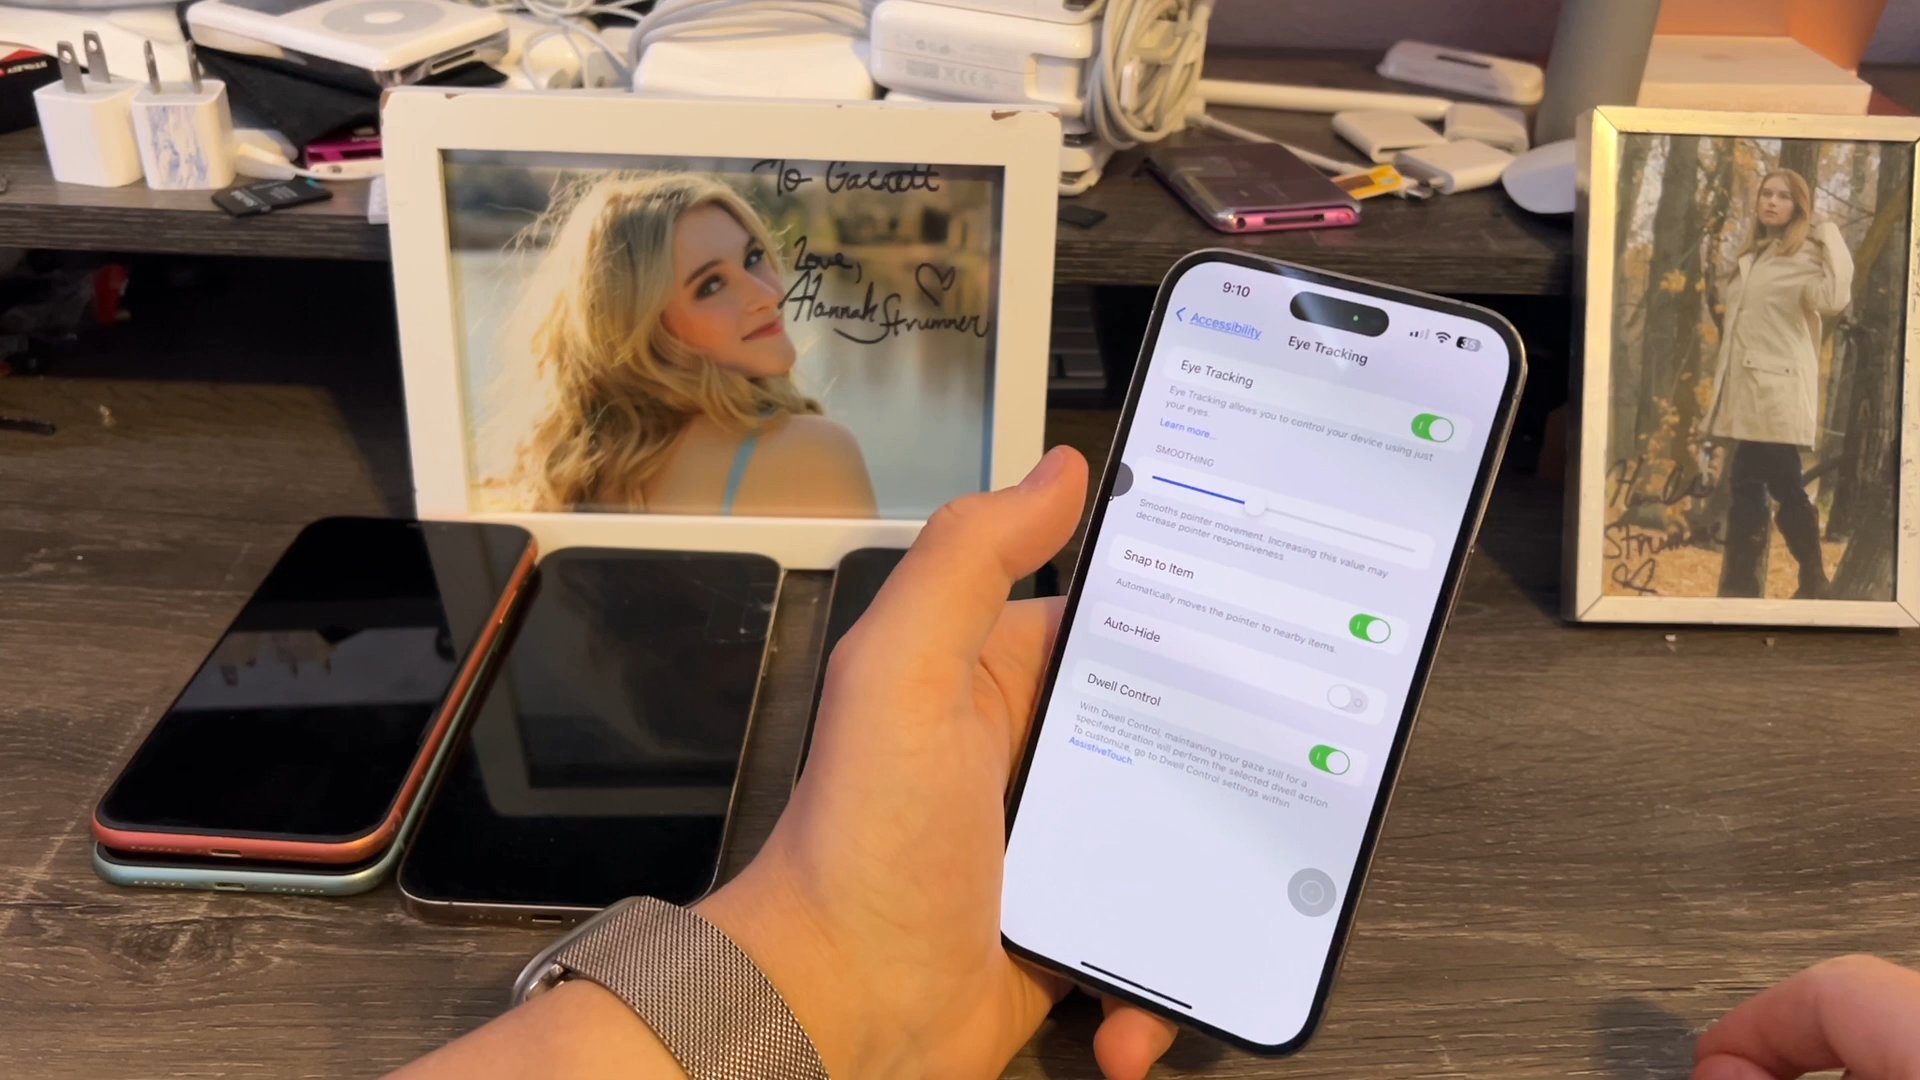 To Garrett
Love,
Hannah Strumner
9:10
35
Accessibility
Eye Tracking
Eye Tracking
Eye Tracking allows you to control your device using just
your eyes.
Learn more...
SMOOTHING
Smooths pointer movement. Increasing this value may
decrease pointer responsiveness.
Snap to Item
Automatically moves the pointer to nearby items.
Auto-Hide
Dwell Control
With Dwell Control, maintaining your gaze still for a
specified duration will perform the selected dwell action
To customize, go to Dwell Control settings within
AssistiveTouch.